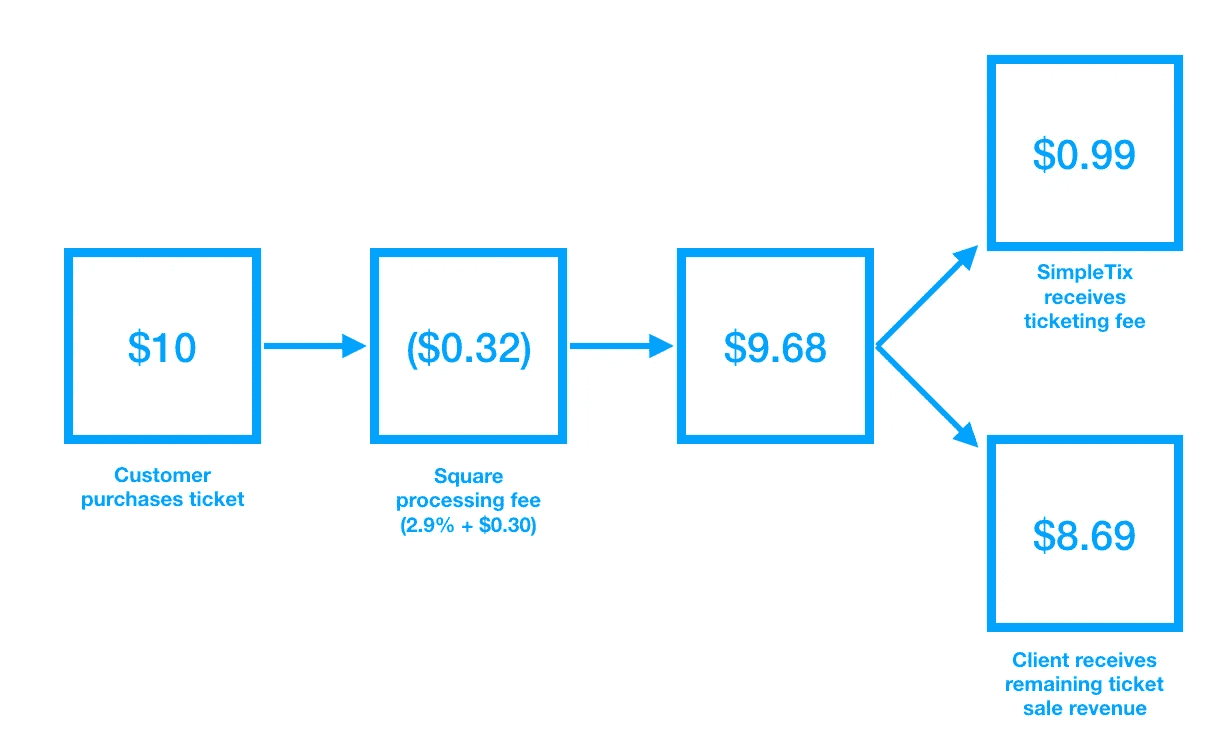 $10
Customer
purchases ticket
($0.32)
Square
processing fee
(2.9% + $0.30)
$9.68
$0.99
SimpleTix
receives
ticketing fee
$8.69
Client receives
remaining ticket
sale revenue